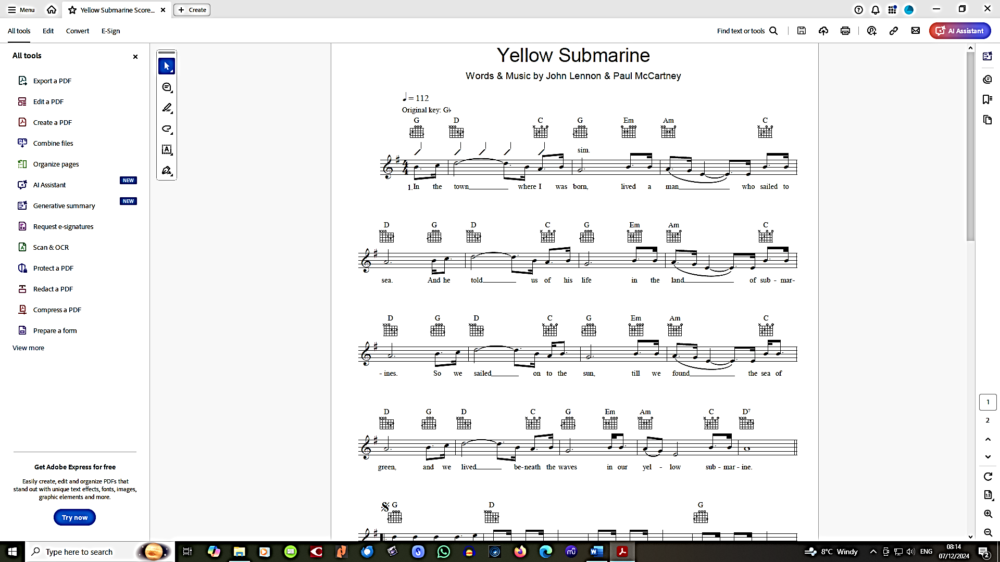 Menu
Yellow Submarine Score...
Create
All tools
Edit
Convert
E-Sign
Find text or tools
AI Assistant
All tools
Export a PDF
Edit a PDF
Create a PDF
Combine files
Organize pages
AI Assistant NEW
Generative summary NEW
Request e-signatures
Scan & OCR
Protect a PDF
Redact a PDF
Compress a PDF
Prepare a form
View more
Get Adobe Express for free
Easily create, edit and organize PDFs that
stand out with unique text effects, fonts, images,
graphic elements and more.
Try now
Yellow Submarine
Words & Music by John Lennon & Paul McCartney
♩ = 112
Original key: G♭
G D C G Em Am C
sim.
1.In the town where I was born, lived a man who sailed to
D G D C G Em Am C
sea. And he told us of his life in the land of sub - mar-
D G D C G Em Am C
- ines. So we sailed on to the sun, till we found the sea of
D G D C G Em Am C D7
green, and we lived be-neath the waves in our yel - low sub - mar - ine.
G D G
1
2
Type here to search
8°C Windy
ENG
08:14
07/12/2024
2